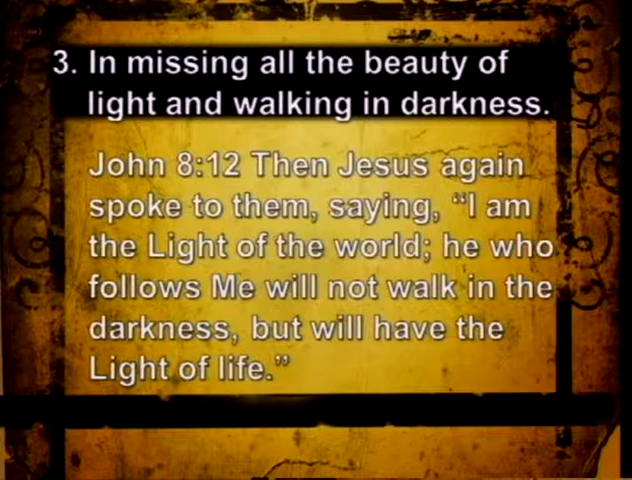 3. In missing all the beauty of
light and walking in darkness.
John 8:12 Then Jesus again
spoke to them, saying, “I am
the Light of the world; he who
follows Me will not walk in the
darkness, but will have the
Light of life.”